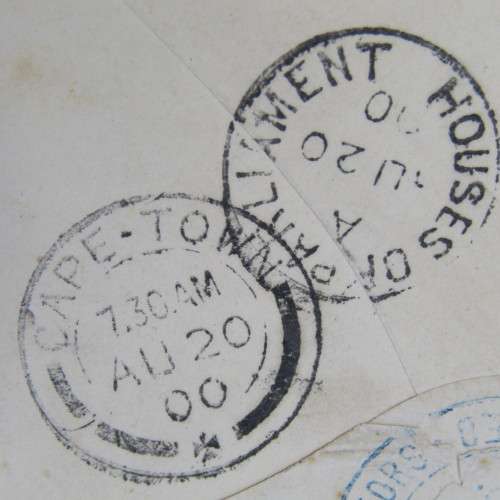 HOUSES OF PARLIAMENT
A
AU 20
00
CAPE-TOWN
7.30.AM
AU 20
00